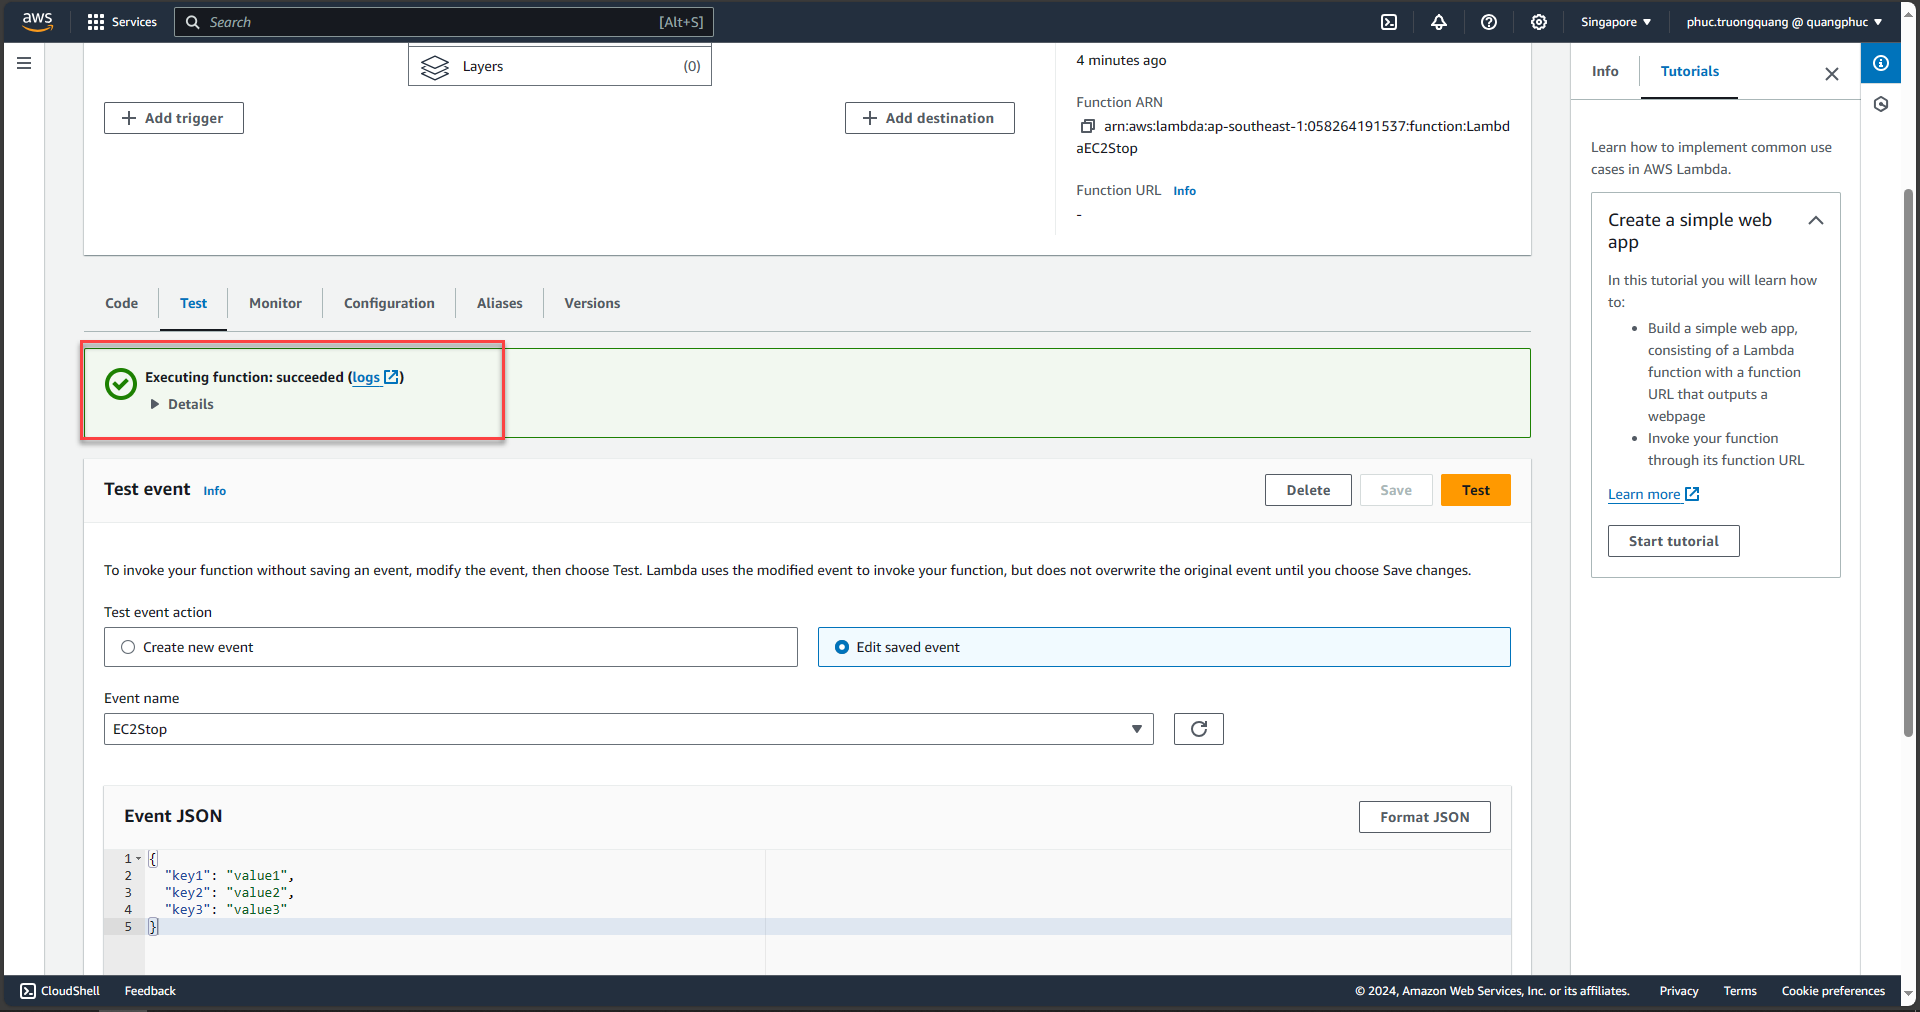 aws
Services
Search
[Alt+S]
Singapore
phuc.truongquang @ quangphuc
Layers
(0)
Add trigger
Add destination
4 minutes ago
Function ARN
arn:aws:lambda:ap-southeast-1:058264191537:function:Lambd
aEC2Stop
Function URL Info
-
Code
Test
Monitor
Configuration
Aliases
Versions
Executing function: succeeded (logs)
Details
Test event Info
Delete
Save
Test
To invoke your function without saving an event, modify the event, then choose Test. Lambda uses the modified event to invoke your function, but does not overwrite the original event until you choose Save changes.
Test event action
Create new event
Edit saved event
Event name
EC2Stop
Event JSON
Format JSON
1 {
2 "key1": "value1",
3 "key2": "value2",
4 "key3": "value3"
5 }
Info
Tutorials
Learn how to implement common use
cases in AWS Lambda.
Create a simple web
app
In this tutorial you will learn how
to:
• Build a simple web app,
consisting of a Lambda
function with a function
URL that outputs a
webpage
• Invoke your function
through its function URL
Learn more
Start tutorial
CloudShell
Feedback
© 2024, Amazon Web Services, Inc. or its affiliates.
Privacy
Terms
Cookie preferences